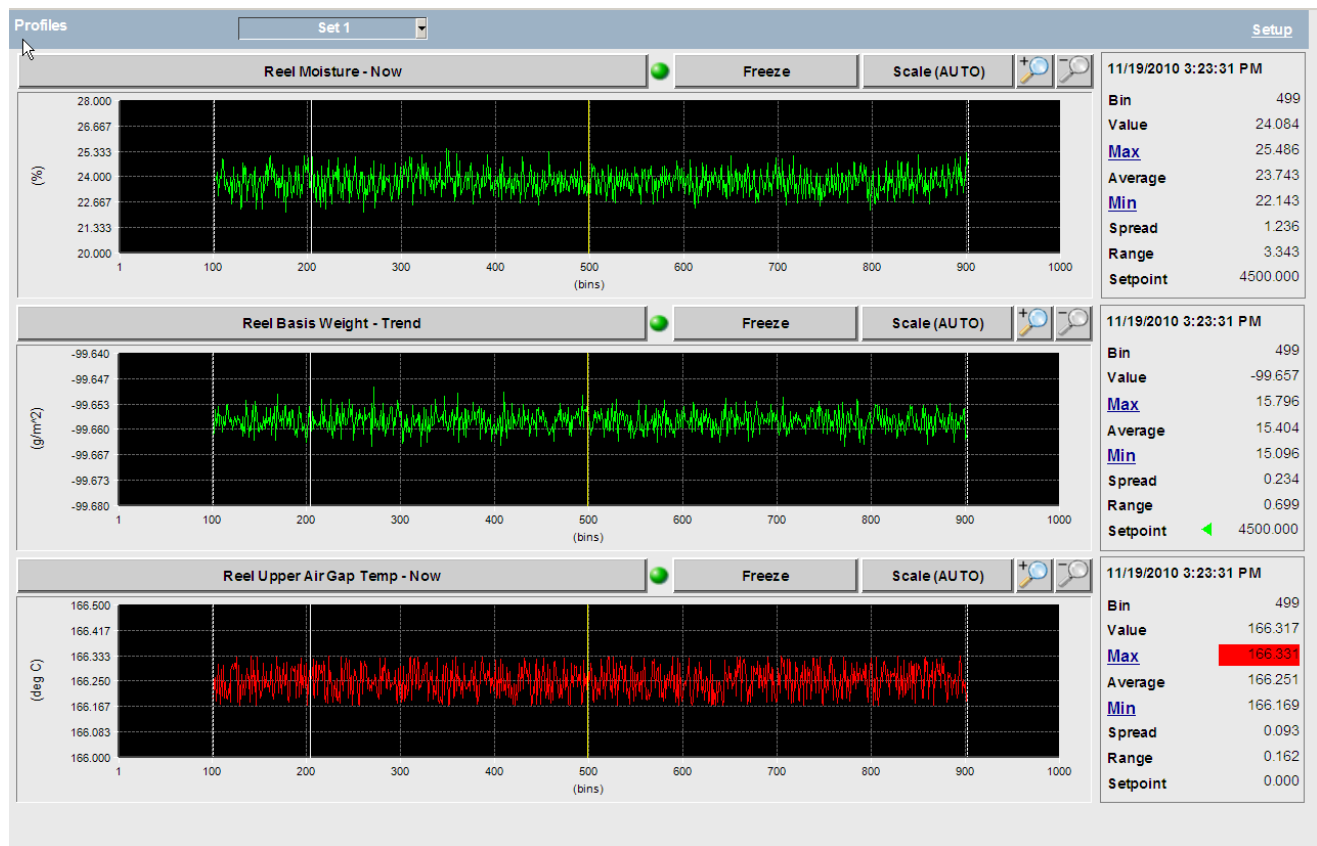 Profiles Set 1 Setup
Reel Moisture - Now Freeze Scale (AUTO)
28.000
26.667
25.333
24.000
22.667
21.333
20.000
(%)
1 100 200 300 400 500 600 700 800 900 1000
(bins)
11/19/2010 3:23:31 PM
Bin 499
Value 24.084
Max 25.486
Average 23.743
Min 22.143
Spread 1.236
Range 3.343
Setpoint 4500.000
Reel Basis Weight - Trend Freeze Scale (AUTO)
-99.640
-99.647
-99.653
-99.660
-99.667
-99.673
-99.680
(g/m^2)
1 100 200 300 400 500 600 700 800 900 1000
(bins)
11/19/2010 3:23:31 PM
Bin 499
Value -99.657
Max 15.796
Average 15.404
Min 15.096
Spread 0.234
Range 0.699
Setpoint 4500.000
Reel Upper Air Gap Temp - Now Freeze Scale (AUTO)
166.500
166.417
166.333
166.250
166.167
166.083
166.000
(deg C)
1 100 200 300 400 500 600 700 800 900 1000
(bins)
11/19/2010 3:23:31 PM
Bin 499
Value 166.317
Max 166.331
Average 166.251
Min 166.169
Spread 0.093
Range 0.162
Setpoint 0.000